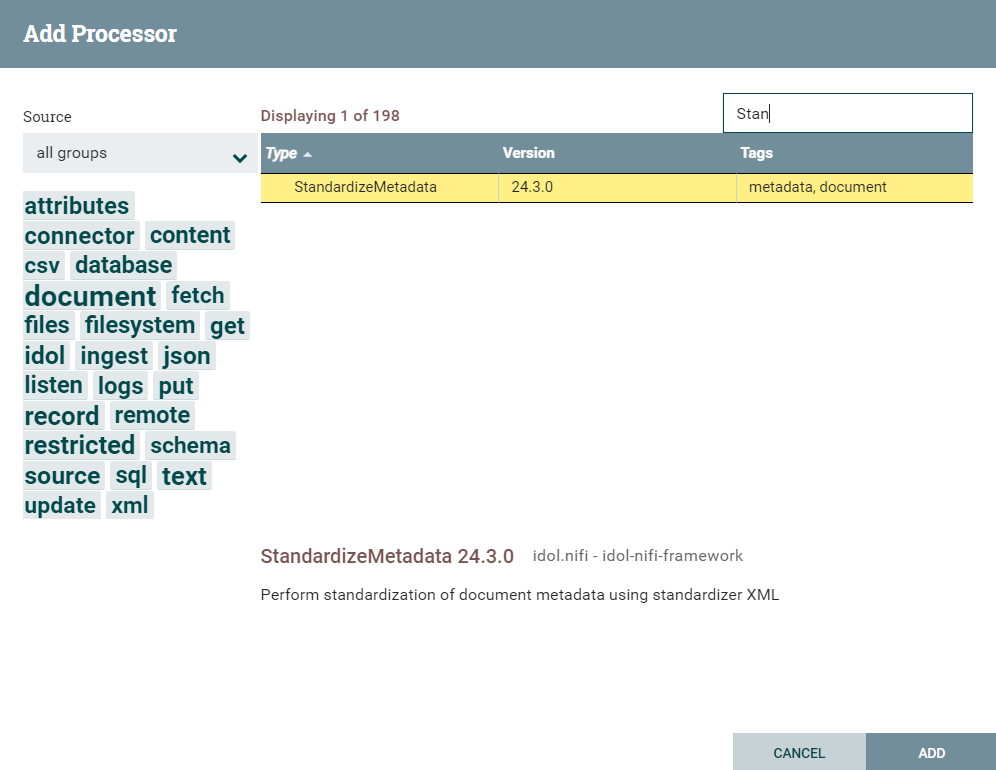 Add Processor
Source
Displaying 1 of 198
Stan
all groups
Type Version Tags
StandardizeMetadata 24.3.0 metadata, document
attributes
connector content
csv database
document fetch
files filesystem get
idol ingest json
listen logs put
record remote
restricted schema
source sql text
update xml
StandardizeMetadata 24.3.0 idol.nifi - idol-nifi-framework
Perform standardization of document metadata using standardizer XML
CANCEL ADD